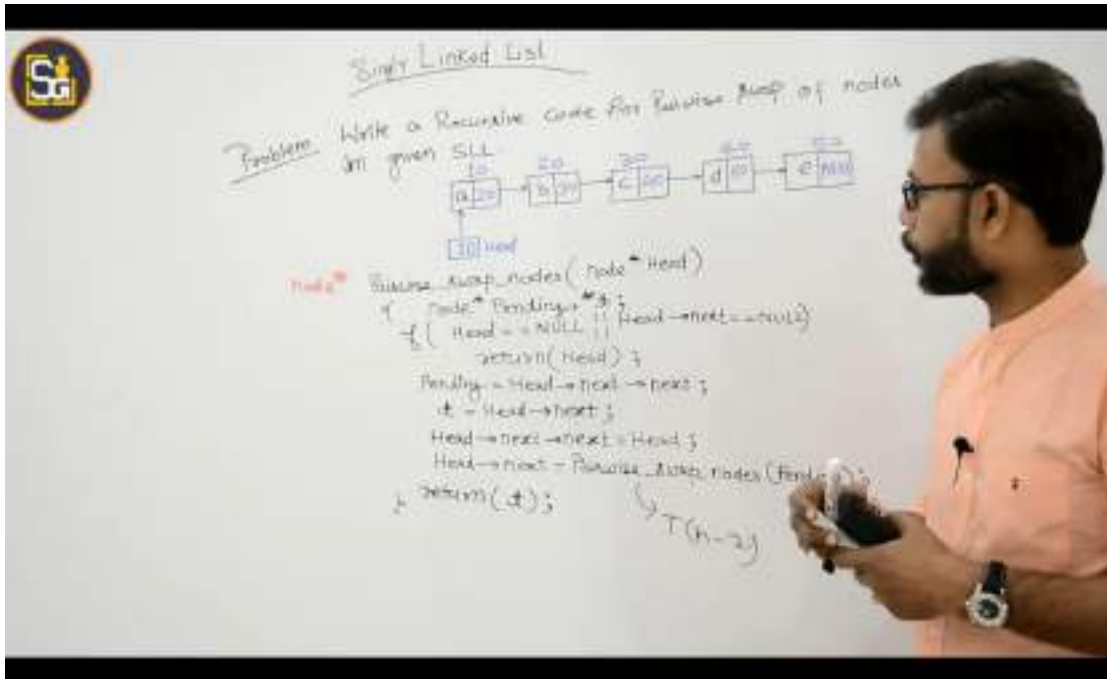 SG
Singly Linked List
Problem Write a Recursive Code for Pairwise swap of nodes
in given SLL
10 20 30 40 50
a 20 b 30 c 40 d 50 e NULL
10 Head
node* Pairwise_swap_nodes( node* Head)
{ node* Pending, *t;
if( Head==NULL || Head→next==NULL)
return(Head);
Pending = Head→next→next;
t = Head→next;
Head→next→next = Head;
Head→next = Pairwise_swap_nodes(Pending);
} return(t);
T(n-2)